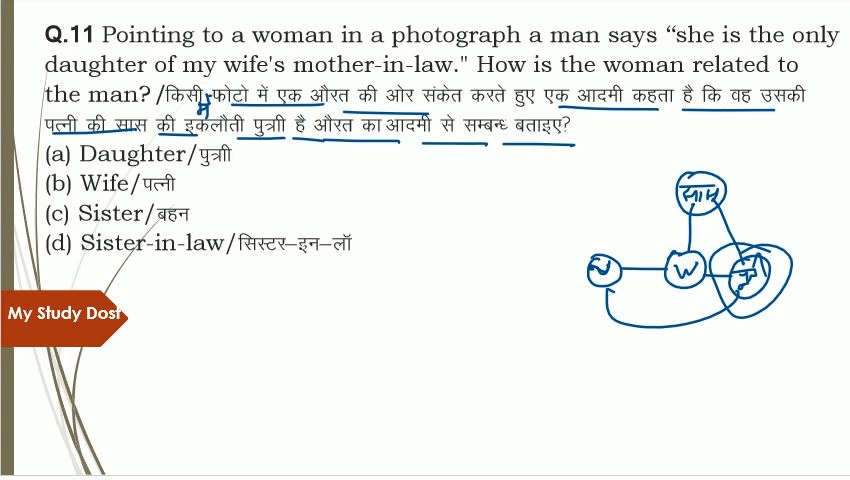 Q.11 Pointing to a woman in a photograph a man says “she is the only
daughter of my wife's mother-in-law." How is the woman related to
the man? /किसी फोटो में एक औरत की ओर संकेत करते हुए एक आदमी कहता है कि वह उसकी
में
पत्नी की सास की इकलौती पुत्राी है औरत का आदमी से सम्बन्ध बताइए?
(a) Daughter/पुत्राी
(b) Wife/पत्नी
(c) Sister/बहन
(d) Sister-in-law/सिस्टर–इन–लॉ
सास
W
My Study Dost